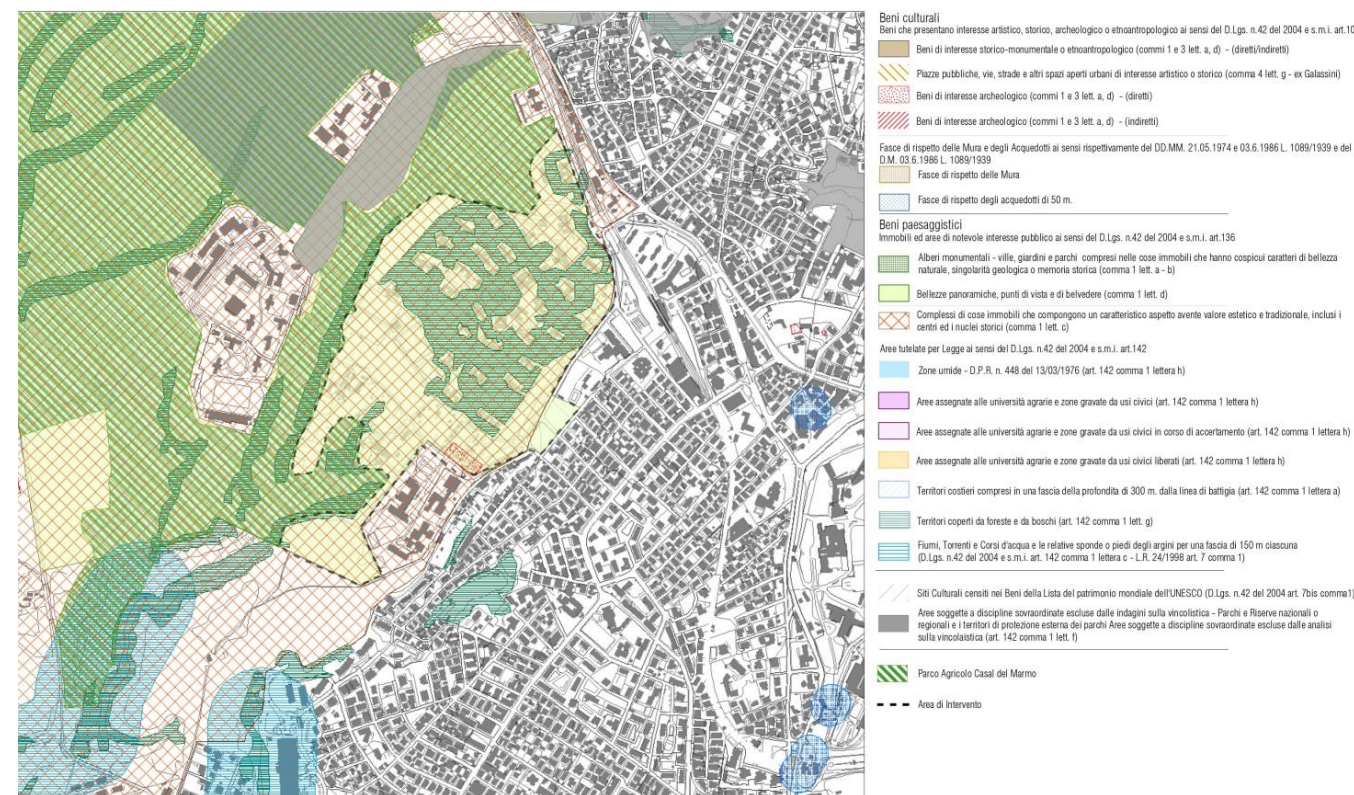 Beni culturali
Beni che presentano interesse artistico, storico, archeologico o etnoantropologico ai sensi del D.Lgs. n.42 del 2004 e s.m.i. art.10
Beni di interesse storico-monumentale o etnoantropologico (commi 1 e 3 lett. a, d) - (diretti/indiretti)
Piazze pubbliche, vie, strade e altri spazi aperti urbani di interesse artistico o storico (comma 4 lett. g - ex Galassini)
Beni di interesse archeologico (commi 1 e 3 lett. a, d) - (diretti)
Beni di interesse archeologico (commi 1 e 3 lett. a, d) - (indiretti)
Fasce di rispetto delle Mura e degli Acquedotti ai sensi rispettivamente del DD.MM. 21.05.1974 e 03.6.1986 L. 1089/1939 e del
D.M. 03.6.1986 L. 1089/1939
Fasce di rispetto delle Mura
Fasce di rispetto degli acquedotti di 50 m.
Beni paesaggistici
Immobili ed aree di notevole interesse pubblico ai sensi del D.Lgs. n.42 del 2004 e s.m.i. art.136
Alberi monumentali - ville, giardini e parchi compresi nelle cose immobili che hanno cospicui caratteri di bellezza
naturale, singolarità geologica o memoria storica (comma 1 lett. a - b)
Bellezze panoramiche, punti di vista e di belvedere (comma 1 lett. d)
Complessi di cose immobili che compongono un caratteristico aspetto avente valore estetico e tradizionale, inclusi i
centri ed i nuclei storici (comma 1 lett. c)
Aree tutelate per Legge ai sensi del D.Lgs. n.42 del 2004 e s.m.i. art.142
Zone umide - D.P.R. n. 448 del 13/03/1976 (art. 142 comma 1 lettera h)
Aree assegnate alle università agrarie e zone gravate da usi civici (art. 142 comma 1 lettera h)
Aree assegnate alle università agrarie e zone gravate da usi civici in corso di accertamento (art. 142 comma 1 lettera h)
Aree assegnate alle università agrarie e zone gravate da usi civici liberati (art. 142 comma 1 lettera h)
Territori costieri compresi in una fascia della profondita di 300 m. dalla linea di battigia (art. 142 comma 1 lettera a)
Territori coperti da foreste e da boschi (art. 142 comma 1 lett. g)
Fiumi, Torrenti e Corsi d'acqua e le relative sponde o piedi degli argini per una fascia di 150 m ciascuna
(D.Lgs. n.42 del 2004 e s.m.i. art. 142 comma 1 lettera c - L.R. 24/1998 art. 7 comma 1)
Siti Culturali censiti nei Beni della Lista del patrimonio mondiale dell'UNESCO (D.Lgs. n.42 del 2004 art. 7bis comma1)
Aree soggette a discipline sovraordinate escluse dalle indagini sulla vincolistica - Parchi e Riserve nazionali o
regionali e i territori di protezione esterna dei parchi Aree soggette a discipline sovraordinate escluse dalle analisi
sulla vincolaistica (art. 142 comma 1 lett. f)
Parco Agricolo Casal del Marmo
Area di Intervento